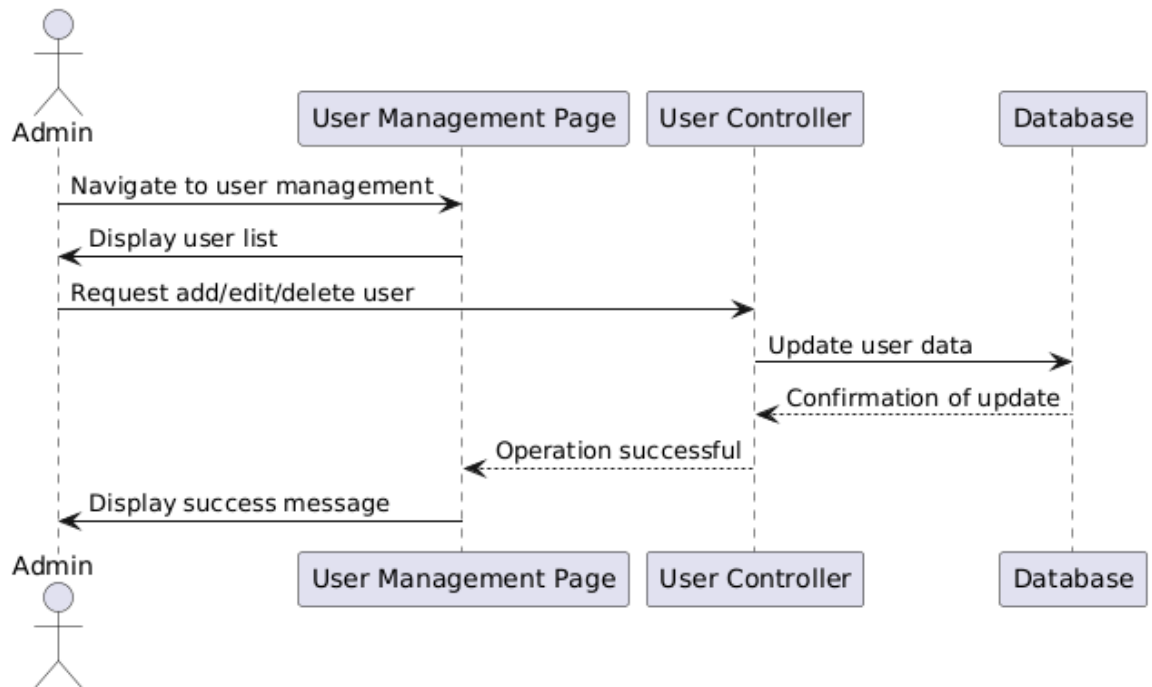 Admin
User Management Page
User Controller
Database
Navigate to user management
Display user list
Request add/edit/delete user
Update user data
Confirmation of update
Operation successful
Display success message
Admin
User Management Page
User Controller
Database